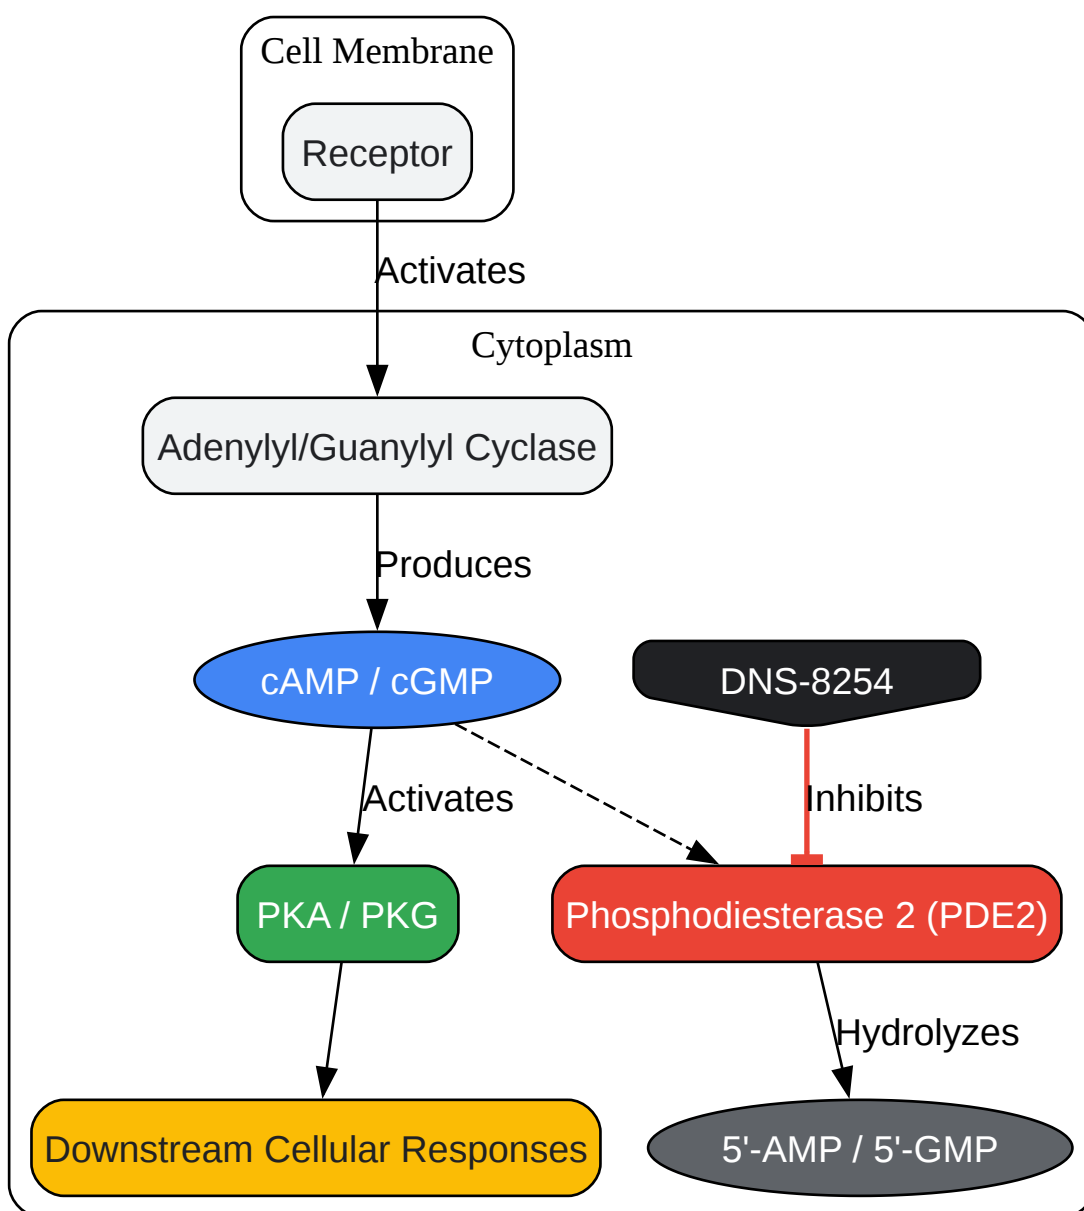 Cell Membrane
Receptor
Activates
Cytoplasm
Adenylyl/Guanylyl Cyclase
Produces
cAMP / cGMP
DNS-8254
Activates
Inhibits
PKA / PKG
Phosphodiesterase 2 (PDE2)
Hydrolyzes
Downstream Cellular Responses
5'-AMP / 5'-GMP